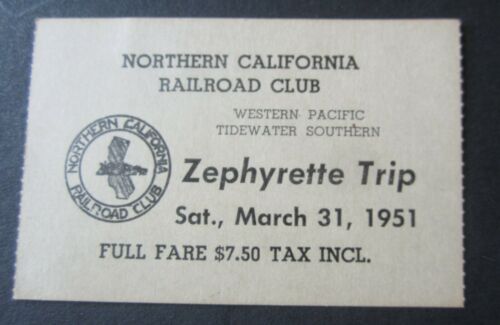 NORTHERN CALIFORNIA
RAILROAD CLUB
WESTERN PACIFIC
TIDEWATER SOUTHERN
NORTHERN CALIFORNIA
RAILROAD CLUB
Zephyrette Trip
Sat., March 31, 1951
FULL FARE $7.50 TAX INCL.